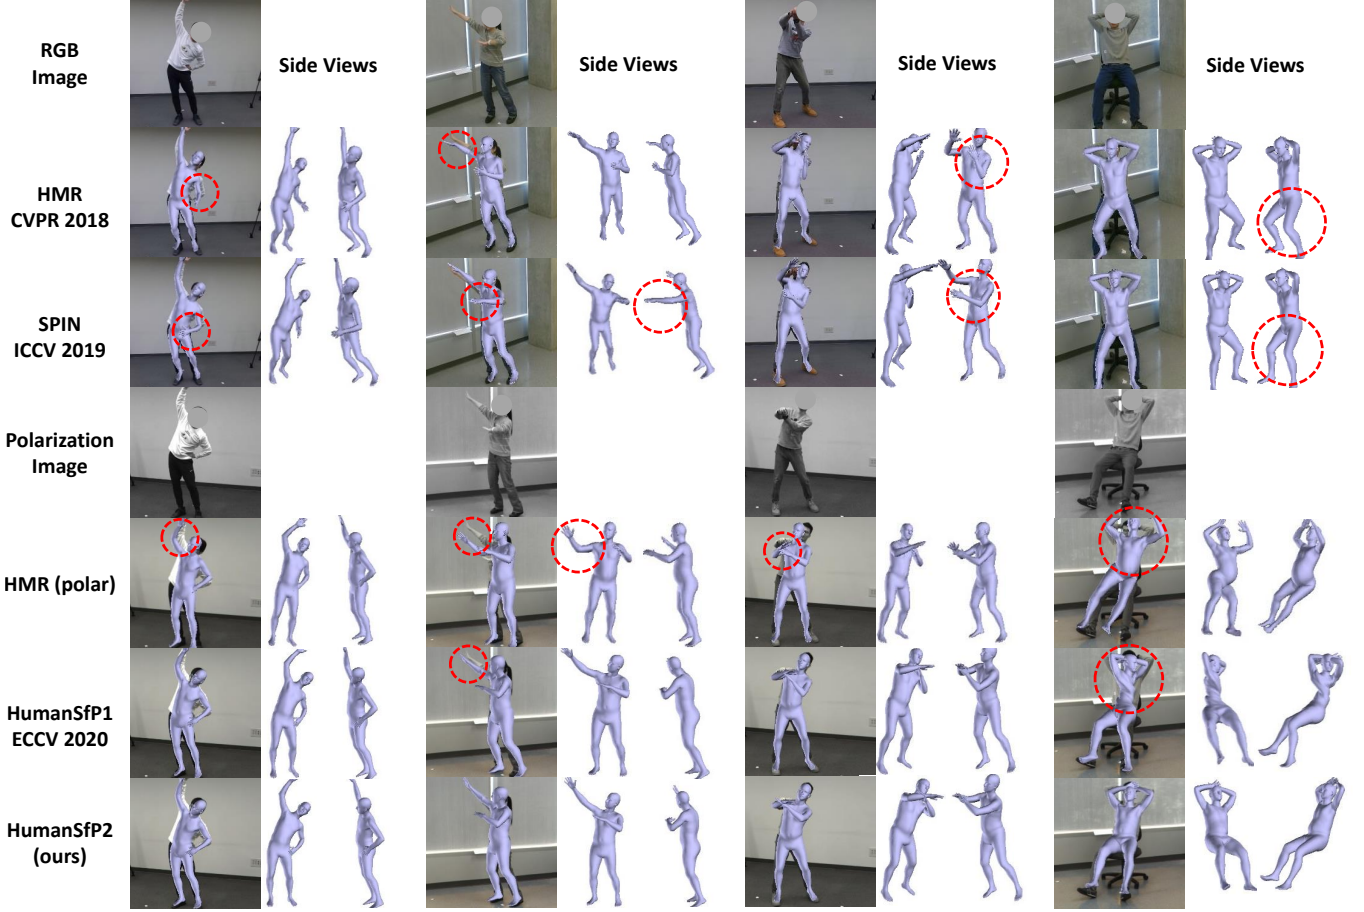 RGB
Image
Side Views
Side Views
Side Views
Side Views
HMR
CVPR 2018
SPIN
ICCV 2019
Polarization
Image
HMR (polar)
HumanSfP1
ECCV 2020
HumanSfP2
(ours)